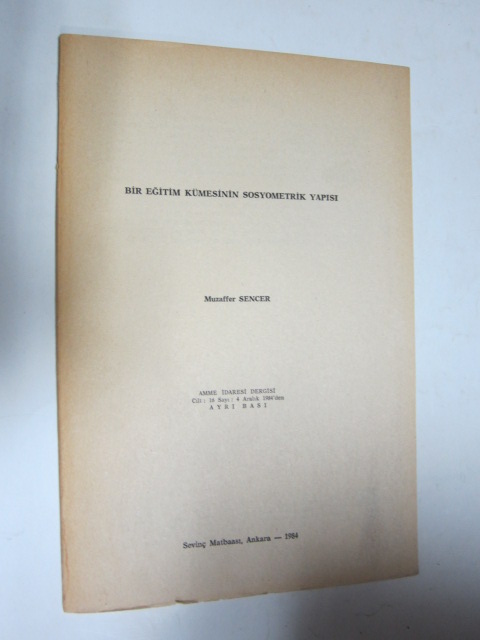 BİR EĞİTİM KÜMESİNİN SOSYOMETRİK YAPISI
Muzaffer SENCER
AMME İDARESİ DERGİSİ
Cilt : 16 Sayı : 4 Aralık 1984'den
AYRI BASI
Sevinç Matbaası, Ankara — 1984